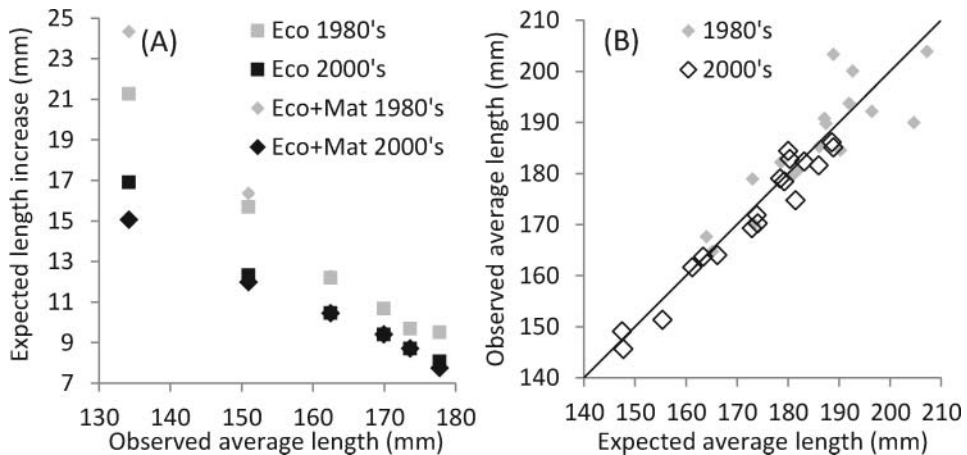 (A)
Eco 1980's
Eco 2000's
Eco+Mat 1980's
Eco+Mat 2000's
Expected length increase (mm)
25
23
21
19
17
15
13
11
9
7
130 140 150 160 170 180
Observed average length (mm)
(B)
1980's
2000's
Observed average length (mm)
210
200
190
180
170
160
150
140
140 150 160 170 180 190 200 210
Expected average length (mm)